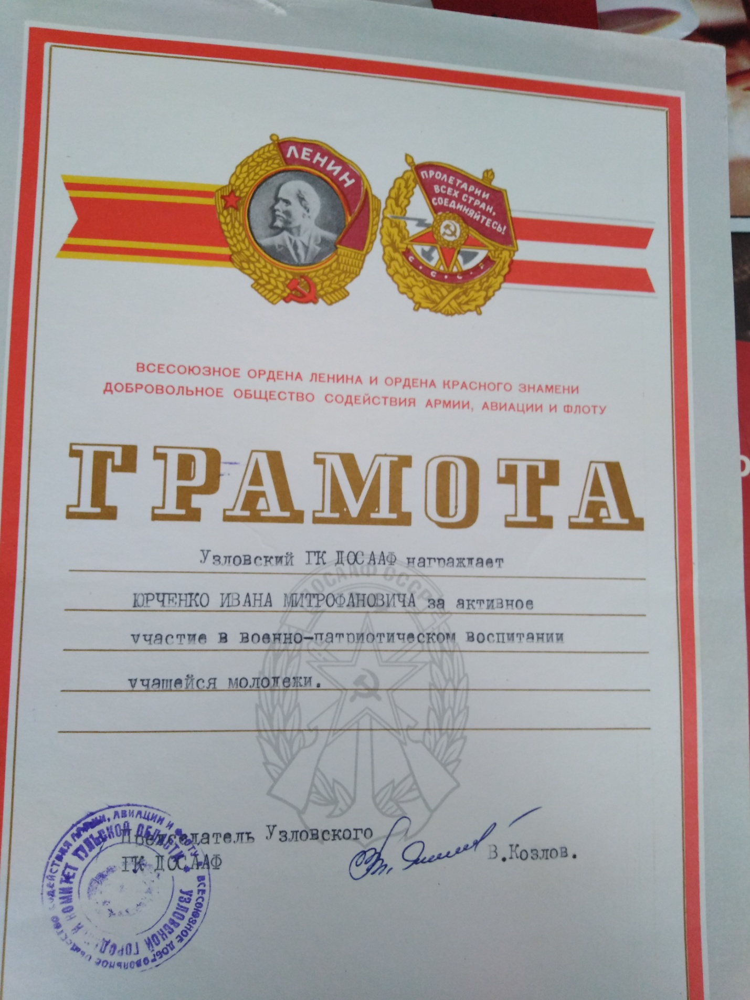 ЛЕНИН
ПРОЛЕТАРИИ
ВСЕХ СТРАН,
СОЕДИНЯЙТЕСЬ!
С.С.С.Р
ВСЕСОЮЗНОЕ ОРДЕНА ЛЕНИНА И ОРДЕНА КРАСНОГО ЗНАМЕНИ
ДОБРОВОЛЬНОЕ ОБЩЕСТВО СОДЕЙСТВИЯ АРМИИ, АВИАЦИИ И ФЛОТУ
ГРАМОТА
Узловский ГК ДОСААФ награждает
ДОСААФ СССР
ЮРЧЕНКО ИВАНА МИТРОФАНОВИЧА за активное
участие в военно-патриотическом воспитании
учащейся молодежи.
Председатель Узловского
ГК ДОСААФ
В.Козлов.
ВСЕСОЮЗНОЕ ДОБРОВОЛЬНОЕ ОБЩЕСТВО СОДЕЙСТВИЯ АРМИИ, АВИАЦИИ И ФЛОТУ
УЗЛОВСКОЙ КОМИТЕТ ТУЛЬСКОЙ ОБЛАСТИ